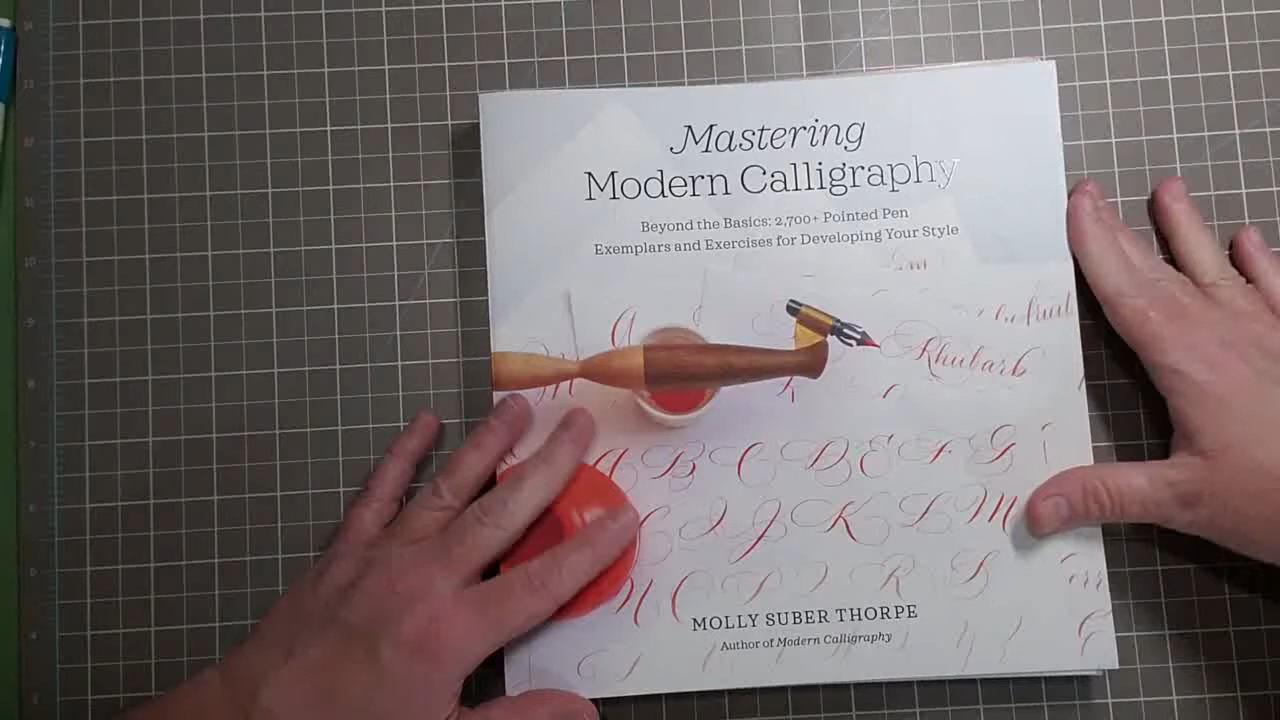 Mastering
Modern Calligraphy
Beyond the Basics: 2,700+ Pointed Pen
Exemplars and Exercises for Developing Your Style
Rhubarb
A B C D E F G
I J K L M
R S
MOLLY SUBER THORPE
Author of Modern Calligraphy